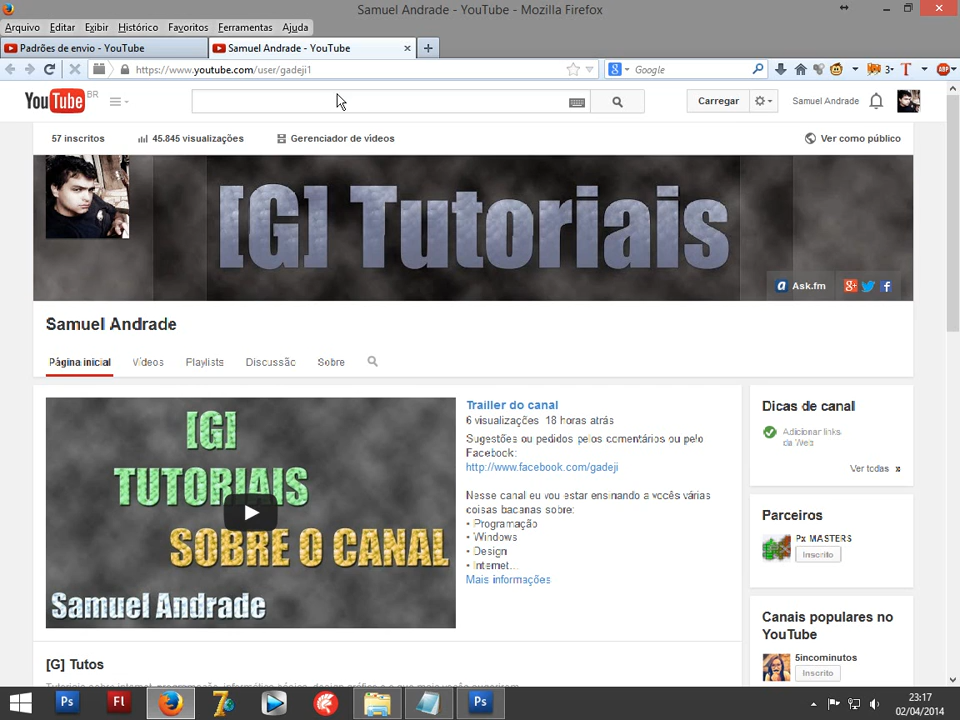 Samuel Andrade - YouTube - Mozilla Firefox
Arquivo Editar Exibir Histórico Favoritos Ferramentas Ajuda
Padrões de envio - YouTube
Samuel Andrade - YouTube
https://www.youtube.com/user/gadeji1
Google
3
T
ABP
YouTube BR
Carregar
Samuel Andrade
57 inscritos
45.845 visualizações
Gerenciador de vídeos
Ver como público
[G] Tutoriais
a Ask.fm
Samuel Andrade
Página inicial
Vídeos
Playlists
Discussão
Sobre
[G]
TUTORIAIS
SOBRE O CANAL
Samuel Andrade
Trailler do canal
6 visualizações 18 horas atrás
Sugestões ou pedidos pelos comentários ou pelo
Facebook:
http://www.facebook.com/gadeji
Nesse canal eu vou estar ensinando a vocês várias
coisas bacanas sobre:
• Programação
• Windows
• Design
• Internet...
Mais informações
Dicas de canal
Adicionar links
da Web
Ver todas »
Parceiros
Px MASTERS
Inscrito
Canais populares no
YouTube
5incominutos
Inscrito
[G] Tutos
Ps
Fl
7
Ps
23:17
02/04/2014